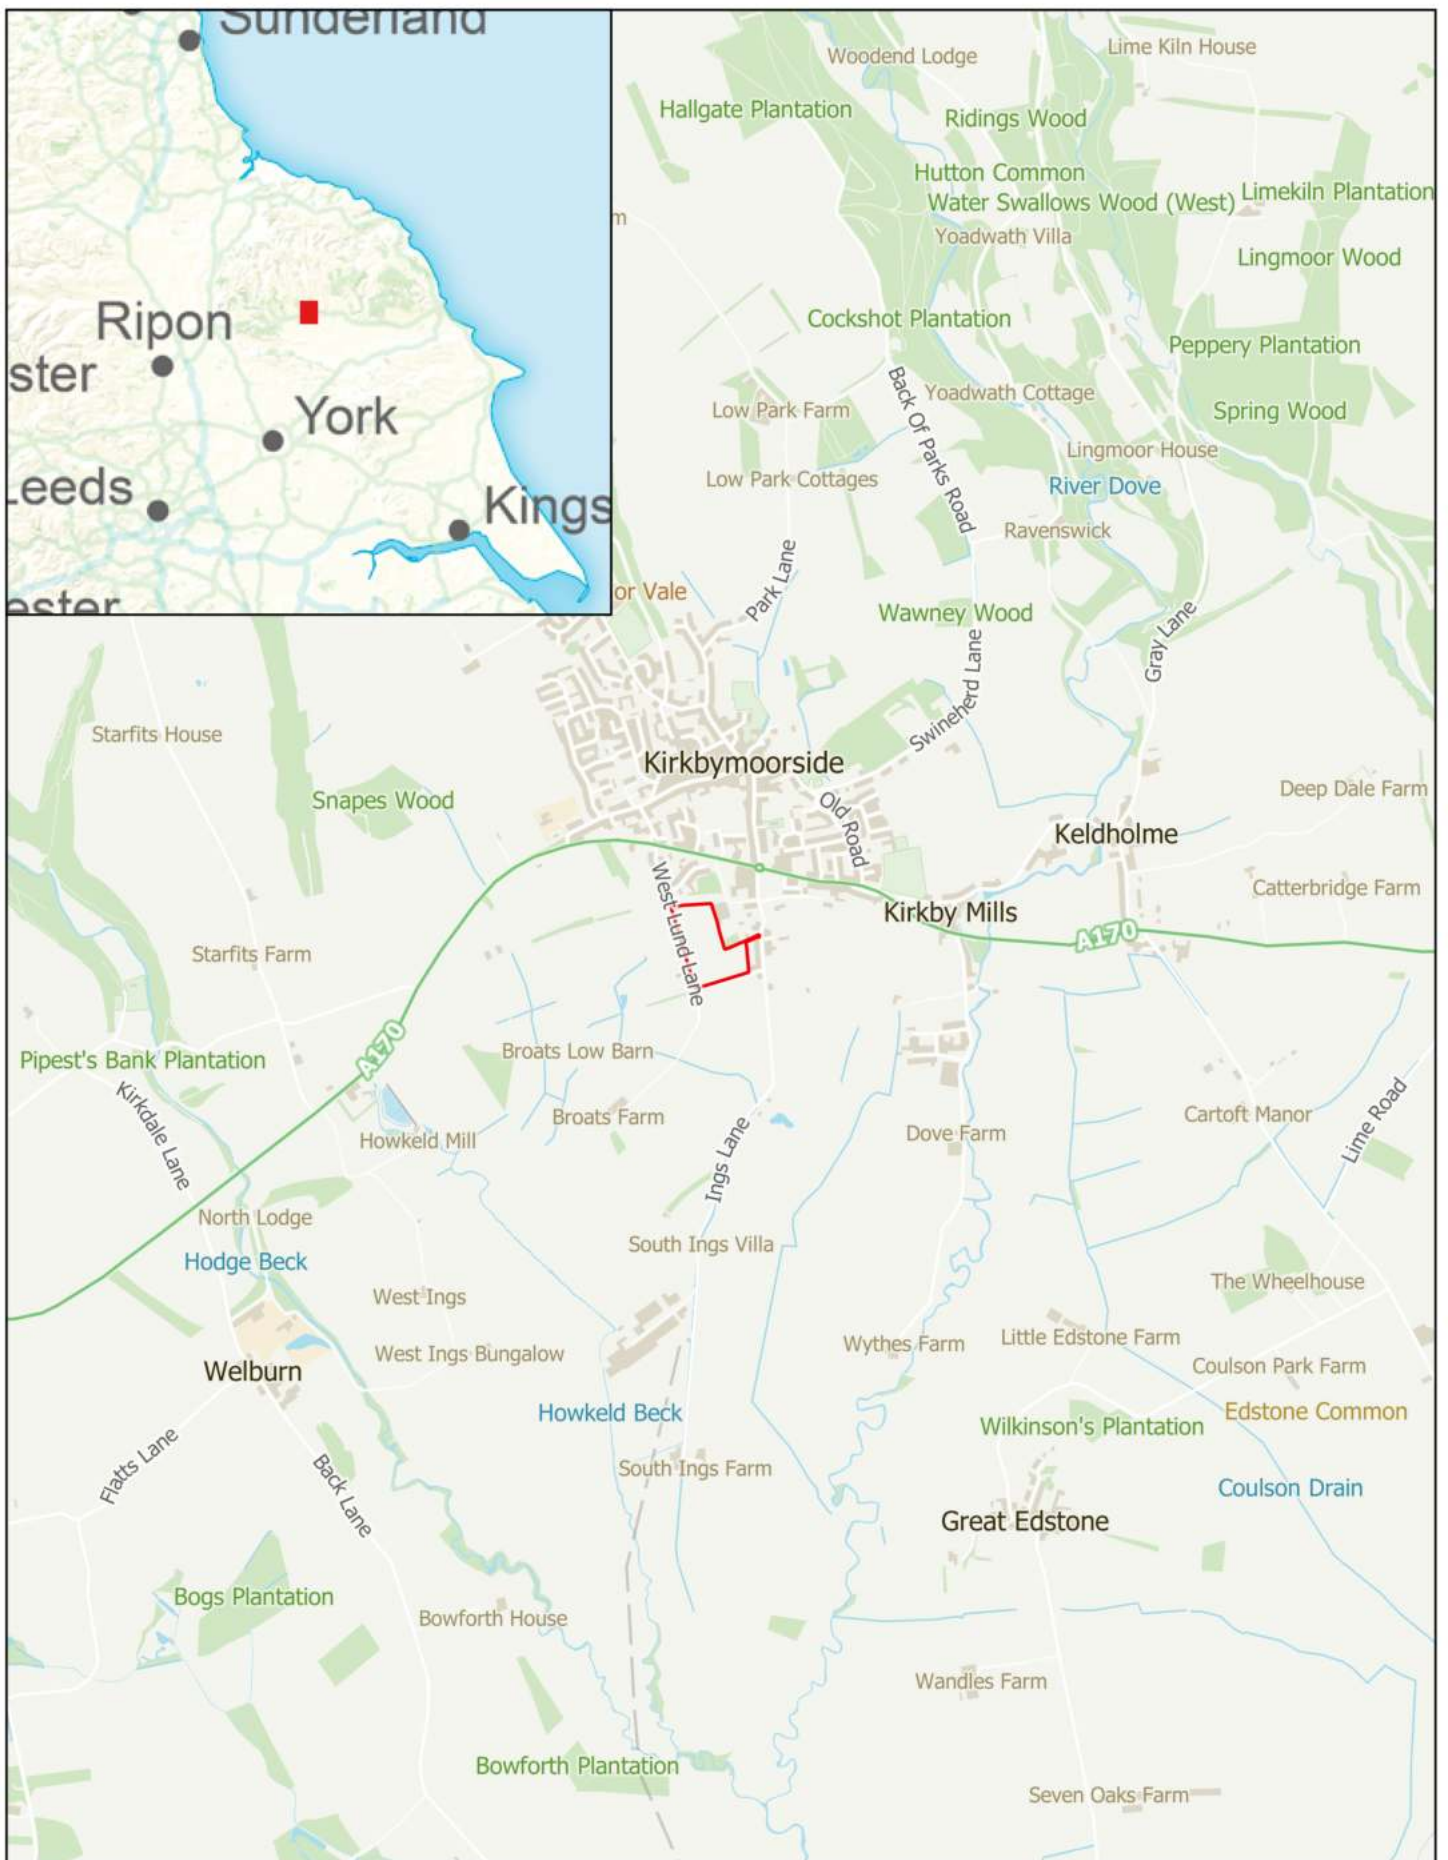 Sunderland
Ripon
ster
York
Leeds
Kings
ester
Woodend Lodge
Lime Kiln House
Hallgate Plantation
Ridings Wood
Hutton Common
Water Swallows Wood (West)
Limekiln Plantation
m
Yoadwath Villa
Lingmoor Wood
Cockshot Plantation
Peppery Plantation
Back Of Parks Road
Yoadwath Cottage
Low Park Farm
Spring Wood
Lingmoor House
Low Park Cottages
River Dove
Ravenswick
Park Lane
or Vale
Wawney Wood
Gray Lane
Swineherd Lane
Starfits House
Kirkbymoorside
Snapes Wood
Old Road
Deep Dale Farm
Keldholme
West Lund Lane
Catterbridge Farm
Kirkby Mills
A170
Starfits Farm
A170
Pipest's Bank Plantation
Broats Low Barn
Kirkdale Lane
Broats Farm
Cartoft Manor
Lime Road
Howkeld Mill
Ings Lane
Dove Farm
North Lodge
South Ings Villa
Hodge Beck
The Wheelhouse
West Ings
Wythes Farm
Little Edstone Farm
West Ings Bungalow
Coulson Park Farm
Welburn
Howkeld Beck
Edstone Common
Wilkinson's Plantation
Flatts Lane
Back Lane
South Ings Farm
Coulson Drain
Great Edstone
Bogs Plantation
Bowforth House
Wandles Farm
Bowforth Plantation
Seven Oaks Farm